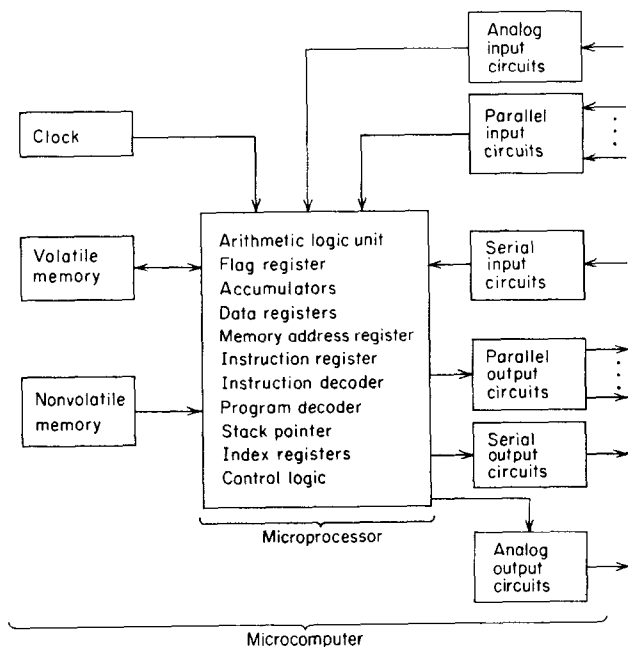 Analog
input
circuits
Parallel
input
circuits
Clock
Arithmetic logic unit
Flag register
Accumulators
Data registers
Memory address register
Instruction register
Instruction decoder
Program decoder
Stack pointer
Index registers
Control logic
Volatile
memory
Serial
input
circuits
Parallel
output
circuits
Nonvolatile
memory
Serial
output
circuits
Microprocessor
Analog
output
circuits
Microcomputer